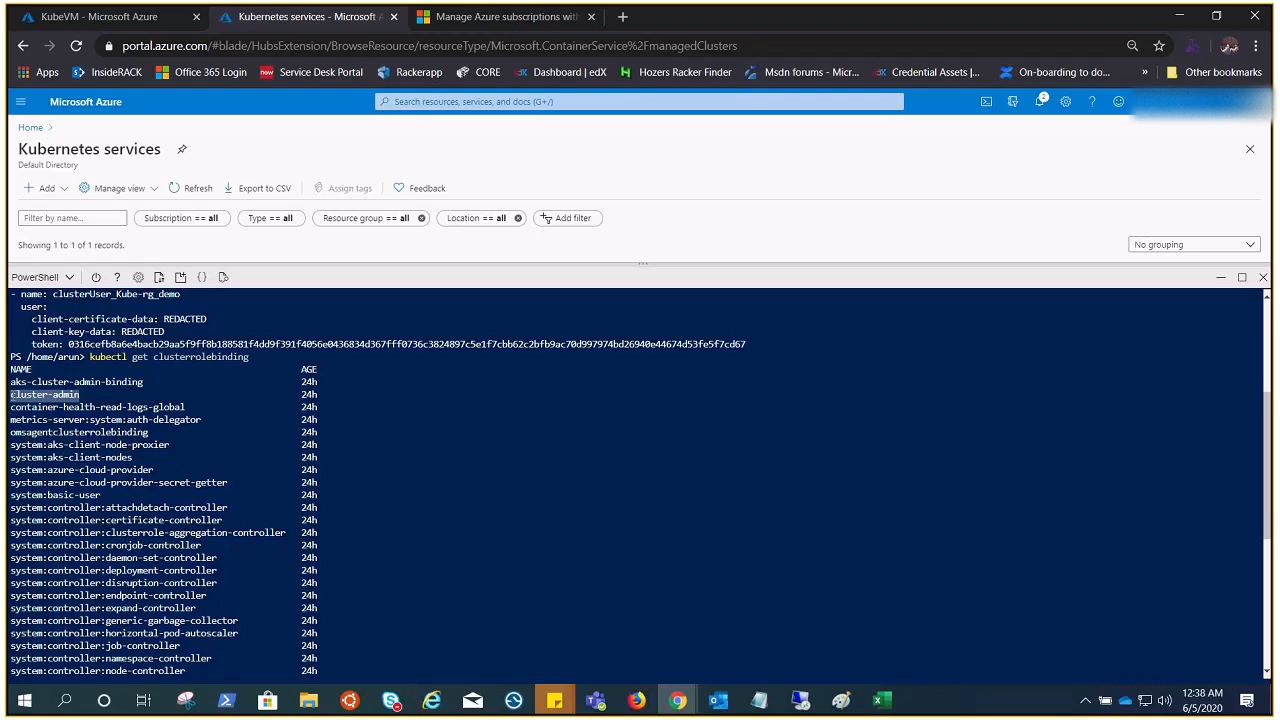 KubeVM - Microsoft Azure
Kubernetes services - Microsoft A
Manage Azure subscriptions with
portal.azure.com/#blade/HubsExtension/BrowseResource/resourceType/Microsoft.ContainerService%2FmanagedClusters
Apps InsideRACK Office 365 Login now Service Desk Portal Rackerapp CORE Dashboard | edX Hozers Racker Finder Msdn forums - Micr... Credential Assets |... On-boarding to do... » Other bookmarks
Microsoft Azure
Search resources, services, and docs (G+/)
2
Home
Kubernetes services
Default Directory
Add Manage view Refresh Export to CSV Assign tags Feedback
Filter by name... Subscription == all Type == all Resource group == all Location == all Add filter
Showing 1 to 1 of 1 records.
No grouping
PowerShell
- name: clusterUser_Kube-rg_demo
user:
client-certificate-data: REDACTED
client-key-data: REDACTED
token: 0316cefb8a6e4bacb29aa5f9ff8b188581f4dd9f391f4056e0436834d367fff0736c3824897c5e1f7cbb62c2bfb9ac70d997974bd26940e44674d53fe5f7cd67
PS /home/arun> kubectl get clusterrolebinding
NAME AGE
aks-cluster-admin-binding 24h
cluster-admin 24h
container-health-read-logs-global 24h
metrics-server:system:auth-delegator 24h
omsagentclusterrolebinding 24h
system:aks-client-node-proxier 24h
system:aks-client-nodes 24h
system:azure-cloud-provider 24h
system:azure-cloud-provider-secret-getter 24h
system:basic-user 24h
system:controller:attachdetach-controller 24h
system:controller:certificate-controller 24h
system:controller:clusterrole-aggregation-controller 24h
system:controller:cronjob-controller 24h
system:controller:daemon-set-controller 24h
system:controller:deployment-controller 24h
system:controller:disruption-controller 24h
system:controller:endpoint-controller 24h
system:controller:expand-controller 24h
system:controller:generic-garbage-collector 24h
system:controller:horizontal-pod-autoscaler 24h
system:controller:job-controller 24h
system:controller:namespace-controller 24h
system:controller:node-controller 24h
12:38 AM
6/5/2020